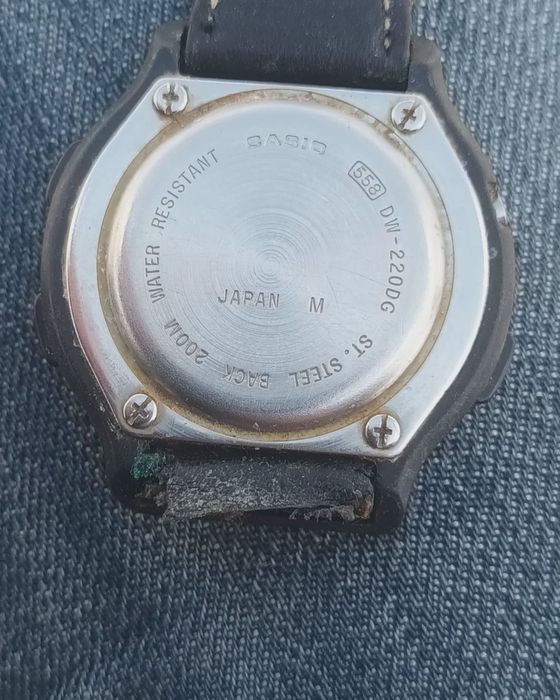 CASIO
558 DW-220DG
ST. STEEL BACK 200M WATER RESISTANT
JAPAN M